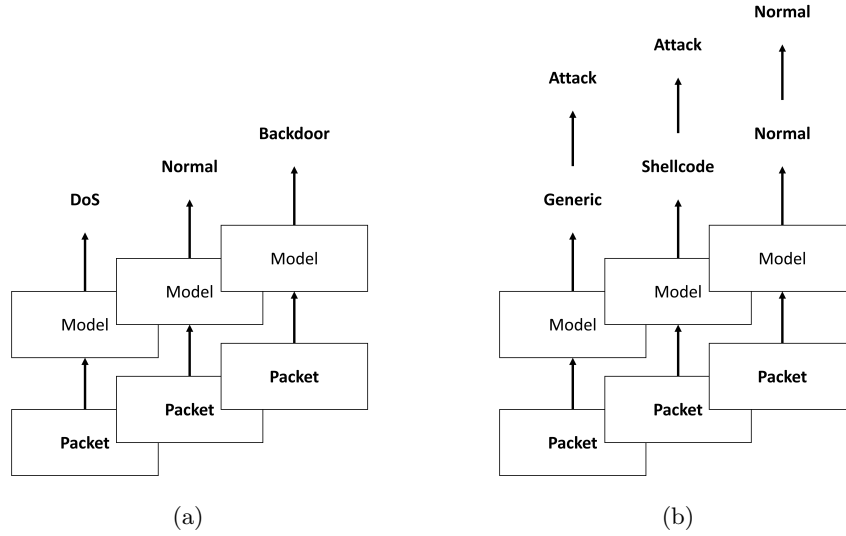 Backdoor
Normal
DoS
Model
Model
Model
Packet
Packet
Packet
(a)
Normal
Attack
Attack
Normal
Shellcode
Generic
Model
Model
Model
Packet
Packet
Packet
(b)